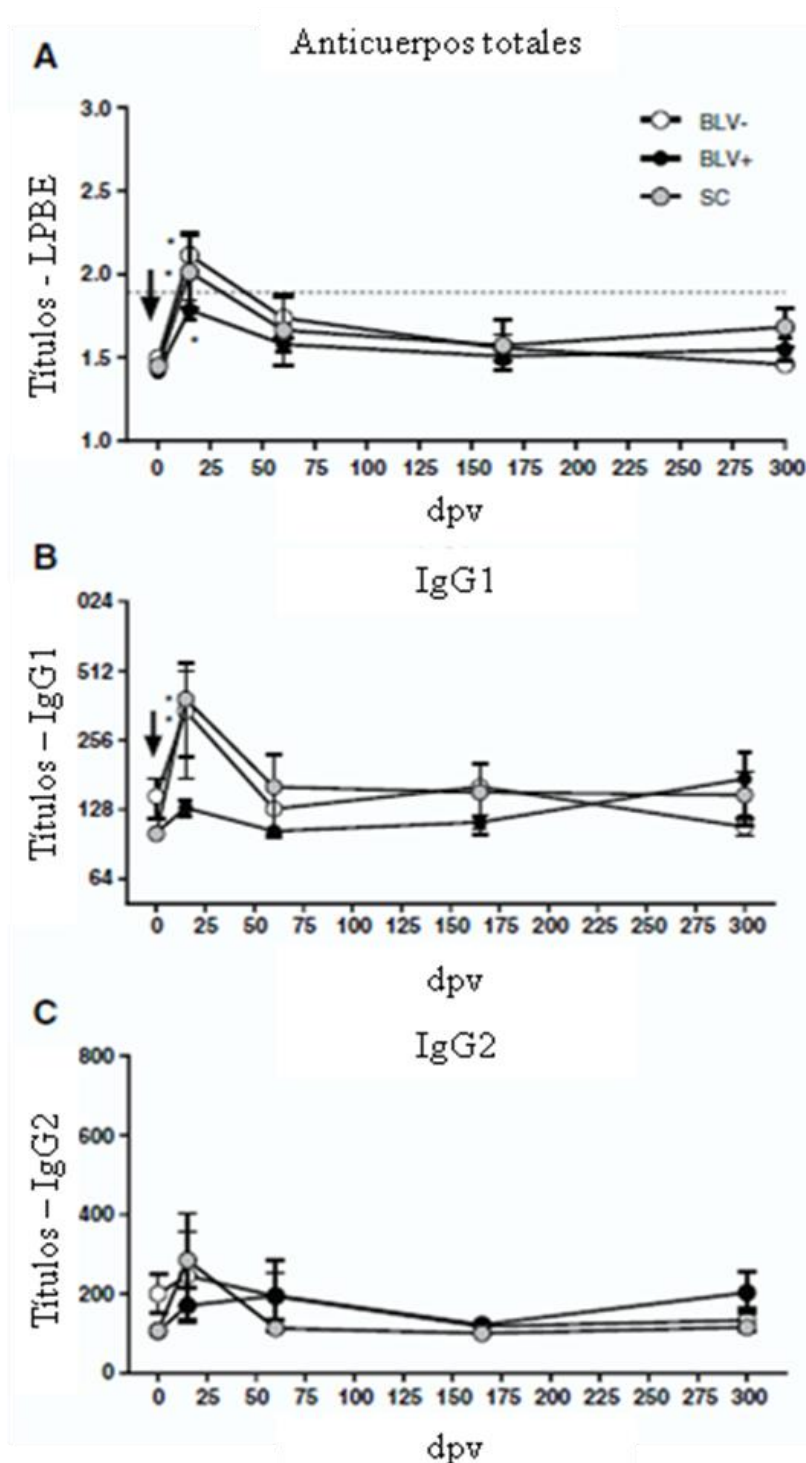 A
Anticuerpos totales
Títulos - LPBE
3.0
2.5
2.0
1.5
1.0
BLV-
BLV+
SC
*
*
*
0 25 50 75 100 125 150 175 200 225 250 275 300
dpv
B
IgG1
Títulos – IgG1
024
512
256
128
64
*
*
0 25 50 75 100 125 150 175 200 225 250 275 300
dpv
C
IgG2
Títulos – IgG2
800
600
400
200
0
0 25 50 75 100 125 150 175 200 225 250 275 300
dpv